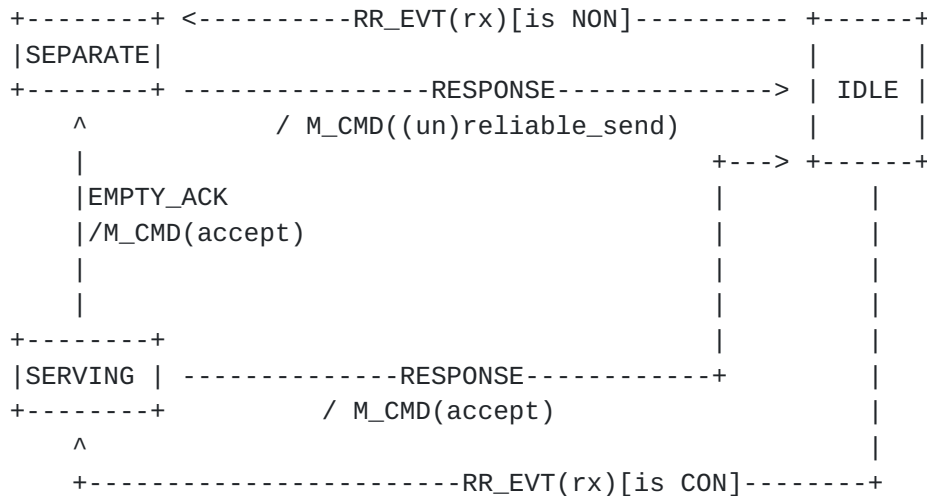 +--------+ <----------RR_EVT(rx)[is NON]---------- +------+
|SEPARATE|                                         |      |
+--------+ ----------------RESPONSE--------------> | IDLE |
    ^            / M_CMD((un)reliable_send)        |      |
    |                                        +---> +------+
    |EMPTY_ACK                               |         |
    |/M_CMD(accept)                          |         |
    |                                        |         |
    |                                        |         |
+--------+                                   |         |
|SERVING | --------------RESPONSE------------+         |
+--------+          / M_CMD(accept)                    |
    ^                                                  |
    +------------------------RR_EVT(rx)[is CON]--------+